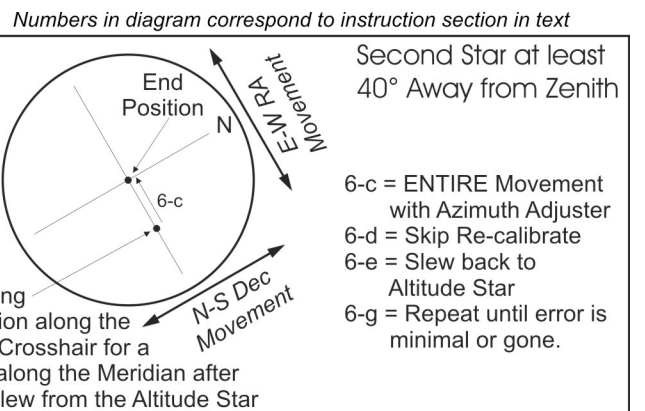 Numbers in diagram correspond to instruction section in text
Second Star at least
40° Away from Zenith
End
Position
N
E-W RA
Movement
6-c
6-c = ENTIRE Movement
with Azimuth Adjuster
6-d = Skip Re-calibrate
6-e = Slew back to
Altitude Star
6-g = Repeat until error is
minimal or gone.
N-S Dec
Movement
ng
ion along the
Crosshair for a
along the Meridian after
lew from the Altitude Star